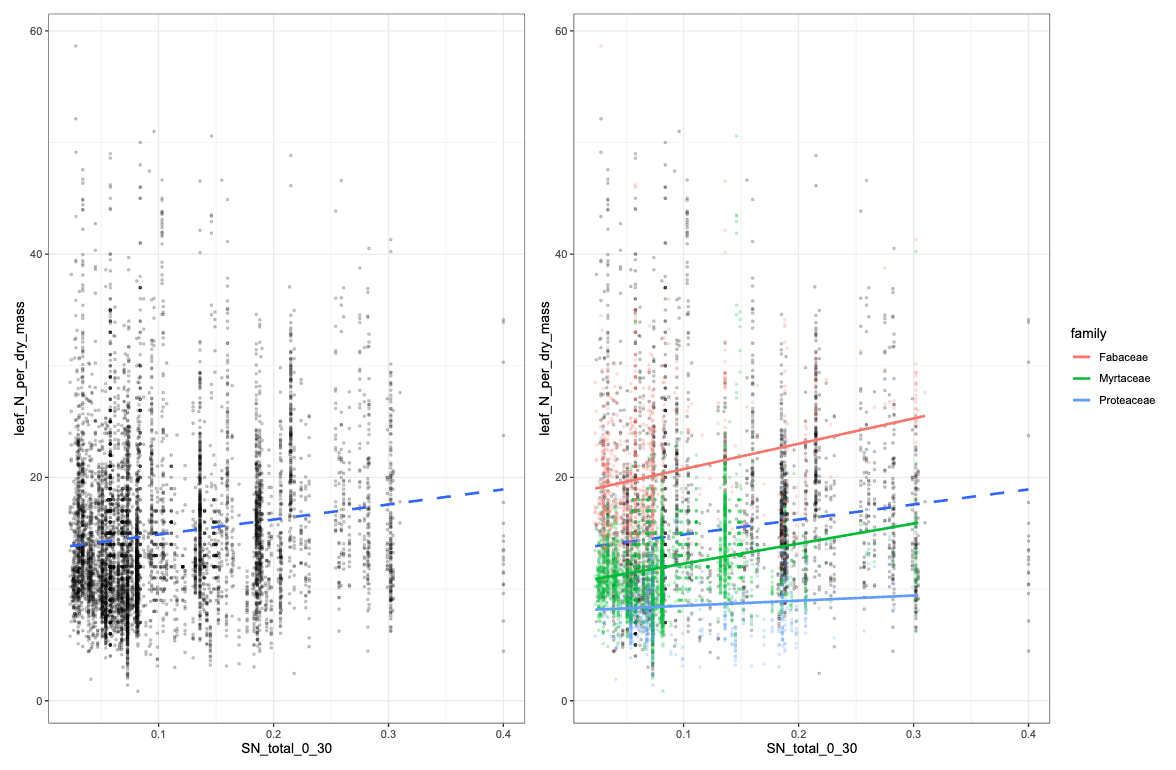 60
40
20
0
leaf_N_per_dry_mass
0.1 0.2 0.3 0.4
SN_total_0_30
60
40
20
0
leaf_N_per_dry_mass
0.1 0.2 0.3 0.4
SN_total_0_30
family
Fabaceae
Myrtaceae
Proteaceae